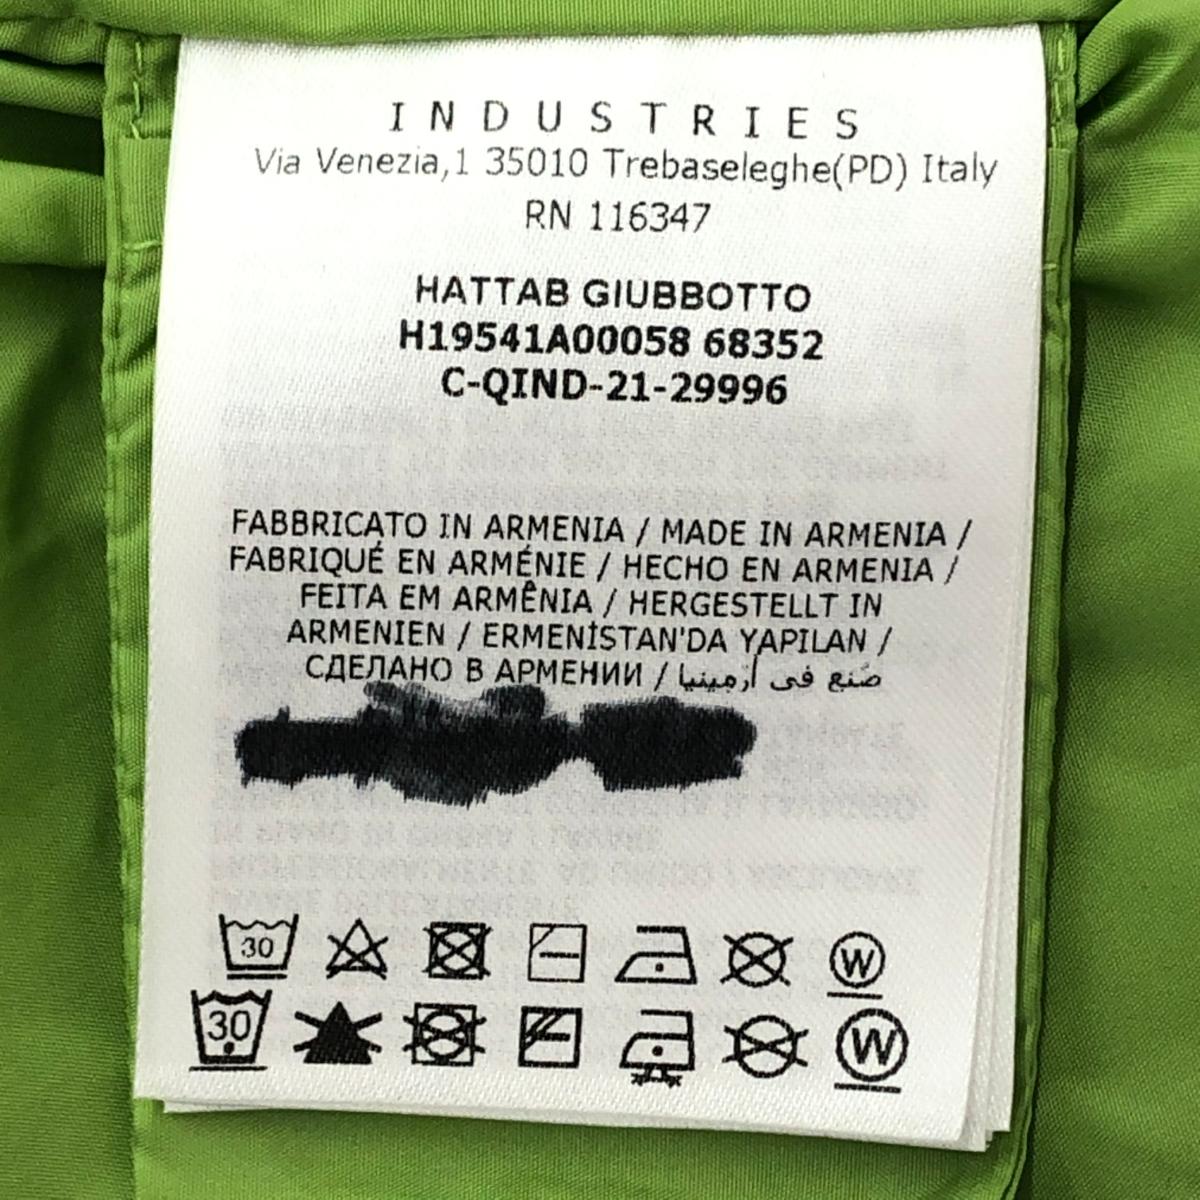 INDUSTRIES
Via Venezia,1 35010 Trebaseleghe(PD) Italy
RN 116347
HATTAB GIUBBOTTO
H19541A00058 68352
C-QIND-21-29996
FABBRICATO IN ARMENIA / MADE IN ARMENIA /
FABRIQUÉ EN ARMÉNIE / HECHO EN ARMENIA /
FEITA EM ARMÊNIA / HERGESTELLT IN
ARMENIEN / ERMENİSTAN'DA YAPILAN /
СДЕЛАНО В АРМЕНИИ / صُنع في أرمينيا
30 W
30 W